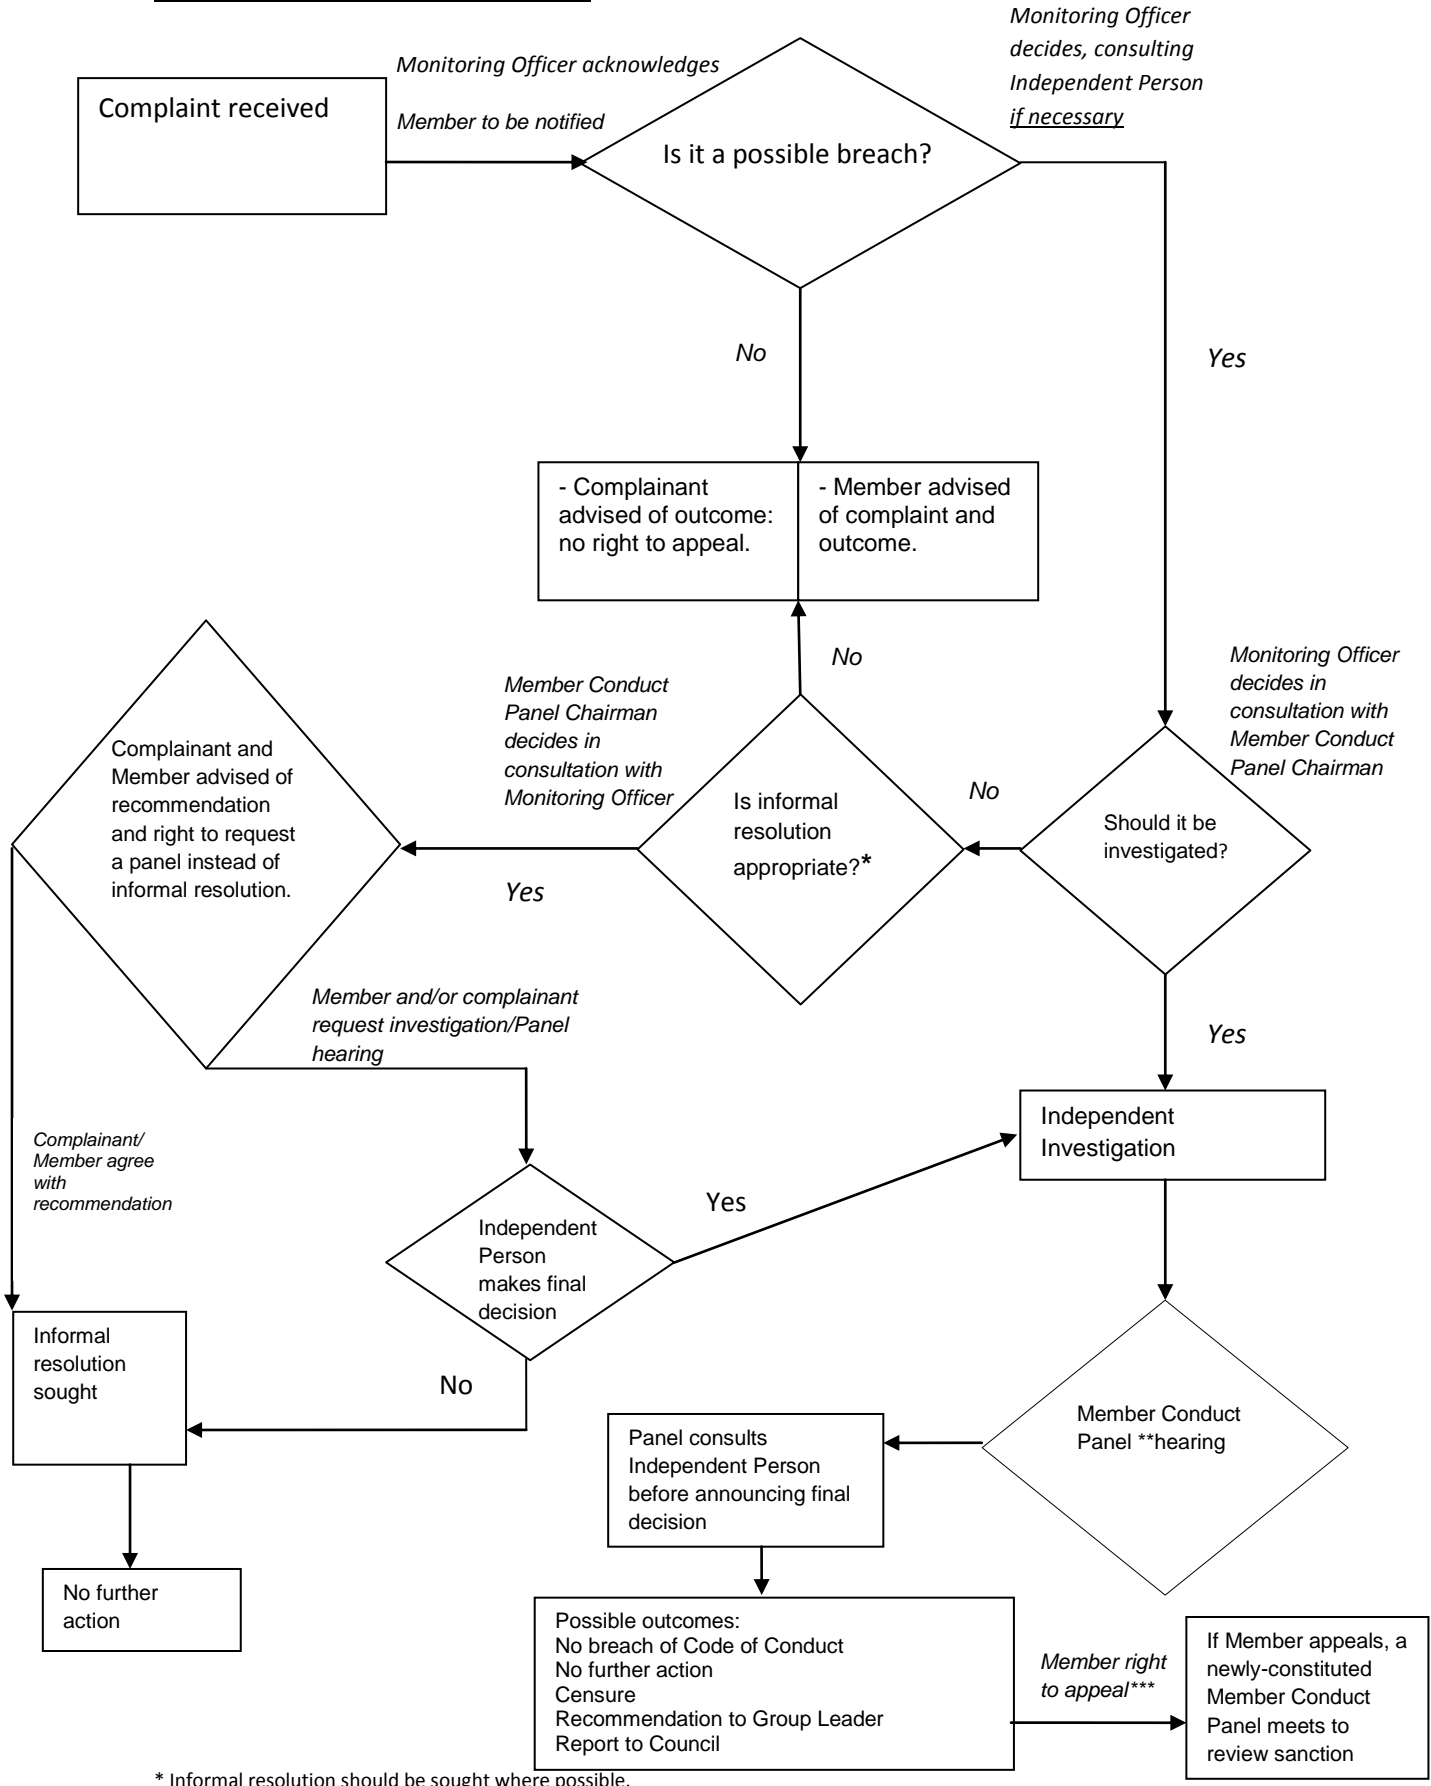 Monitoring Officer
decides, consulting
Independent Person
if necessary
Monitoring Officer acknowledges
Complaint received
Member to be notified
Is it a possible breach?
No
Yes
- Complainant
advised of outcome:
no right to appeal.
- Member advised
of complaint and
outcome.
No
Monitoring Officer
decides in
consultation with
Member Conduct
Panel Chairman
Member Conduct
Panel Chairman
decides in
consultation with
Monitoring Officer
Complainant and
Member advised of
recommendation
and right to request
a panel instead of
informal resolution.
Is informal
resolution
appropriate?*
No
Should it be
investigated?
Yes
Member and/or complainant
request investigation/Panel
hearing
Yes
Complainant/
Member agree
with
recommendation
Independent
Investigation
Yes
Independent
Person
makes final
decision
Informal
resolution
sought
No
Member Conduct
Panel **hearing
Panel consults
Independent Person
before announcing final
decision
No further
action
Possible outcomes:
No breach of Code of Conduct
No further action
Censure
Recommendation to Group Leader
Report to Council
Member right
to appeal***
If Member appeals, a
newly-constituted
Member Conduct
Panel meets to
review sanction
* Informal resolution should be sought where possible.